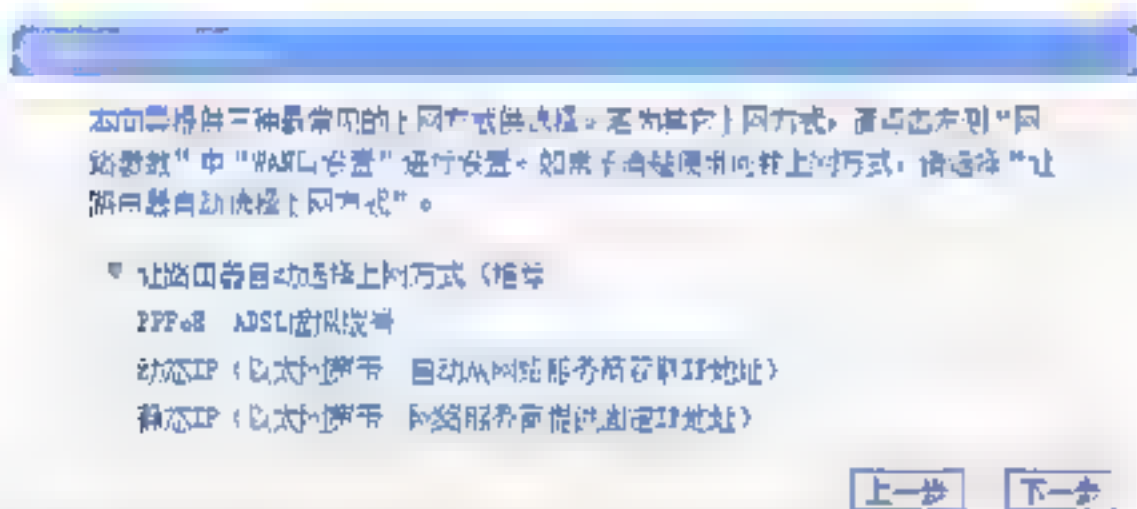 本向导提供三种最常见的上网方式供选择。若为其它上网方式，请点击左侧“网
络参数”中“WAN口设置”进行设置。如果不清楚使用何种上网方式，请选择“让
路由器自动选择上网方式”。
让路由器自动选择上网方式（推荐
PPPoE ADSL虚拟拨号
动态IP（以太网宽带 自动从网络服务商获取IP地址）
静态IP（以太网宽带 网络服务商提供固定IP地址）
上一步 下一步